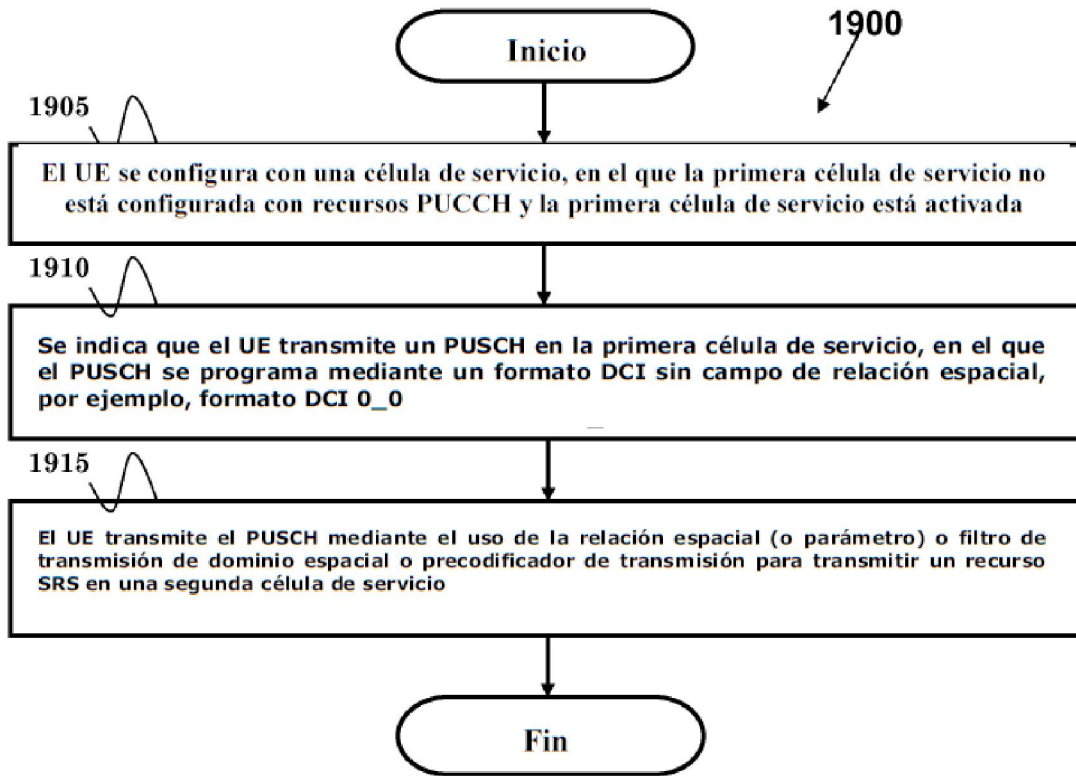 1900
Inicio
1905
El UE se configura con una célula de servicio, en el que la primera célula de servicio no
está configurada con recursos PUCCH y la primera célula de servicio está activada
1910
Se indica que el UE transmite un PUSCH en la primera célula de servicio, en el que
el PUSCH se programa mediante un formato DCI sin campo de relación espacial,
por ejemplo, formato DCI 0_0
1915
El UE transmite el PUSCH mediante el uso de la relación espacial (o parámetro) o filtro de
transmisión de dominio espacial o precodificador de transmisión para transmitir un recurso
SRS en una segunda célula de servicio
Fin